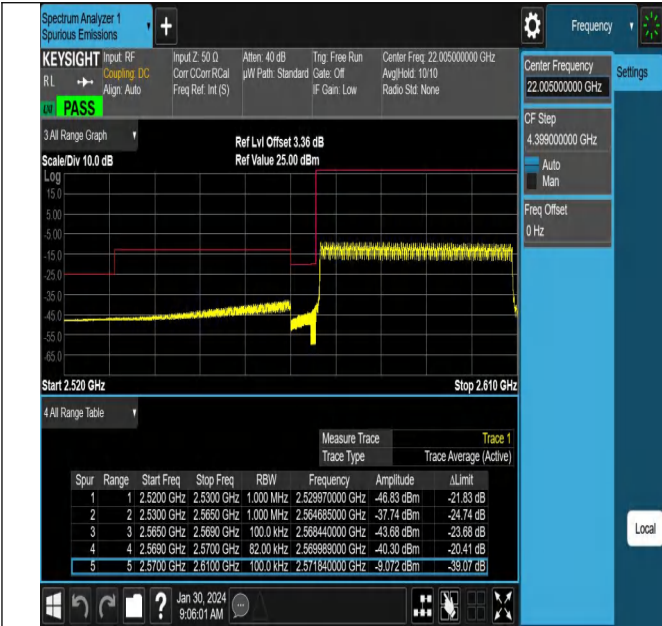 Spectrum Analyzer 1
Spurious Emissions
Frequency
KEYSIGHT Input: RF Input Z: 50 Ω Atten: 40 dB Trig: Free Run Center Freq: 22.005000000 GHz
RL Coupling: DC Corr CCorr RCal µW Path: Standard Gate: Off Avg|Hold: 10/10
Align: Auto Freq Ref: Int (S) IF Gain: Low Radio Std: None
PASS
Center Frequency
22.005000000 GHz
Settings
CF Step
4.399000000 GHz
Auto
Man
Freq Offset
0 Hz
3 All Range Graph
Ref Lvl Offset 3.36 dB
Scale/Div 10.0 dB Ref Value 25.00 dBm
Log
15.0
5.00
-5.00
-15.0
-25.0
-35.0
-45.0
-55.0
-65.0
Start 2.520 GHz Stop 2.610 GHz
4 All Range Table
Measure Trace Trace 1
Trace Type Trace Average (Active)
Spur Range Start Freq Stop Freq RBW Frequency Amplitude ΔLimit
1 1 2.5200 GHz 2.5300 GHz 1.000 MHz 2.529970000 GHz -46.83 dBm -21.83 dB
2 2 2.5300 GHz 2.5650 GHz 1.000 MHz 2.564685000 GHz -37.74 dBm -24.74 dB
3 3 2.5650 GHz 2.5690 GHz 100.0 kHz 2.568440000 GHz -43.68 dBm -23.68 dB
4 4 2.5690 GHz 2.5700 GHz 82.00 kHz 2.569989000 GHz -40.30 dBm -20.41 dB
5 5 2.5700 GHz 2.6100 GHz 100.0 kHz 2.571840000 GHz -9.072 dBm -39.07 dB
Local
Jan 30, 2024
9:06:01 AM